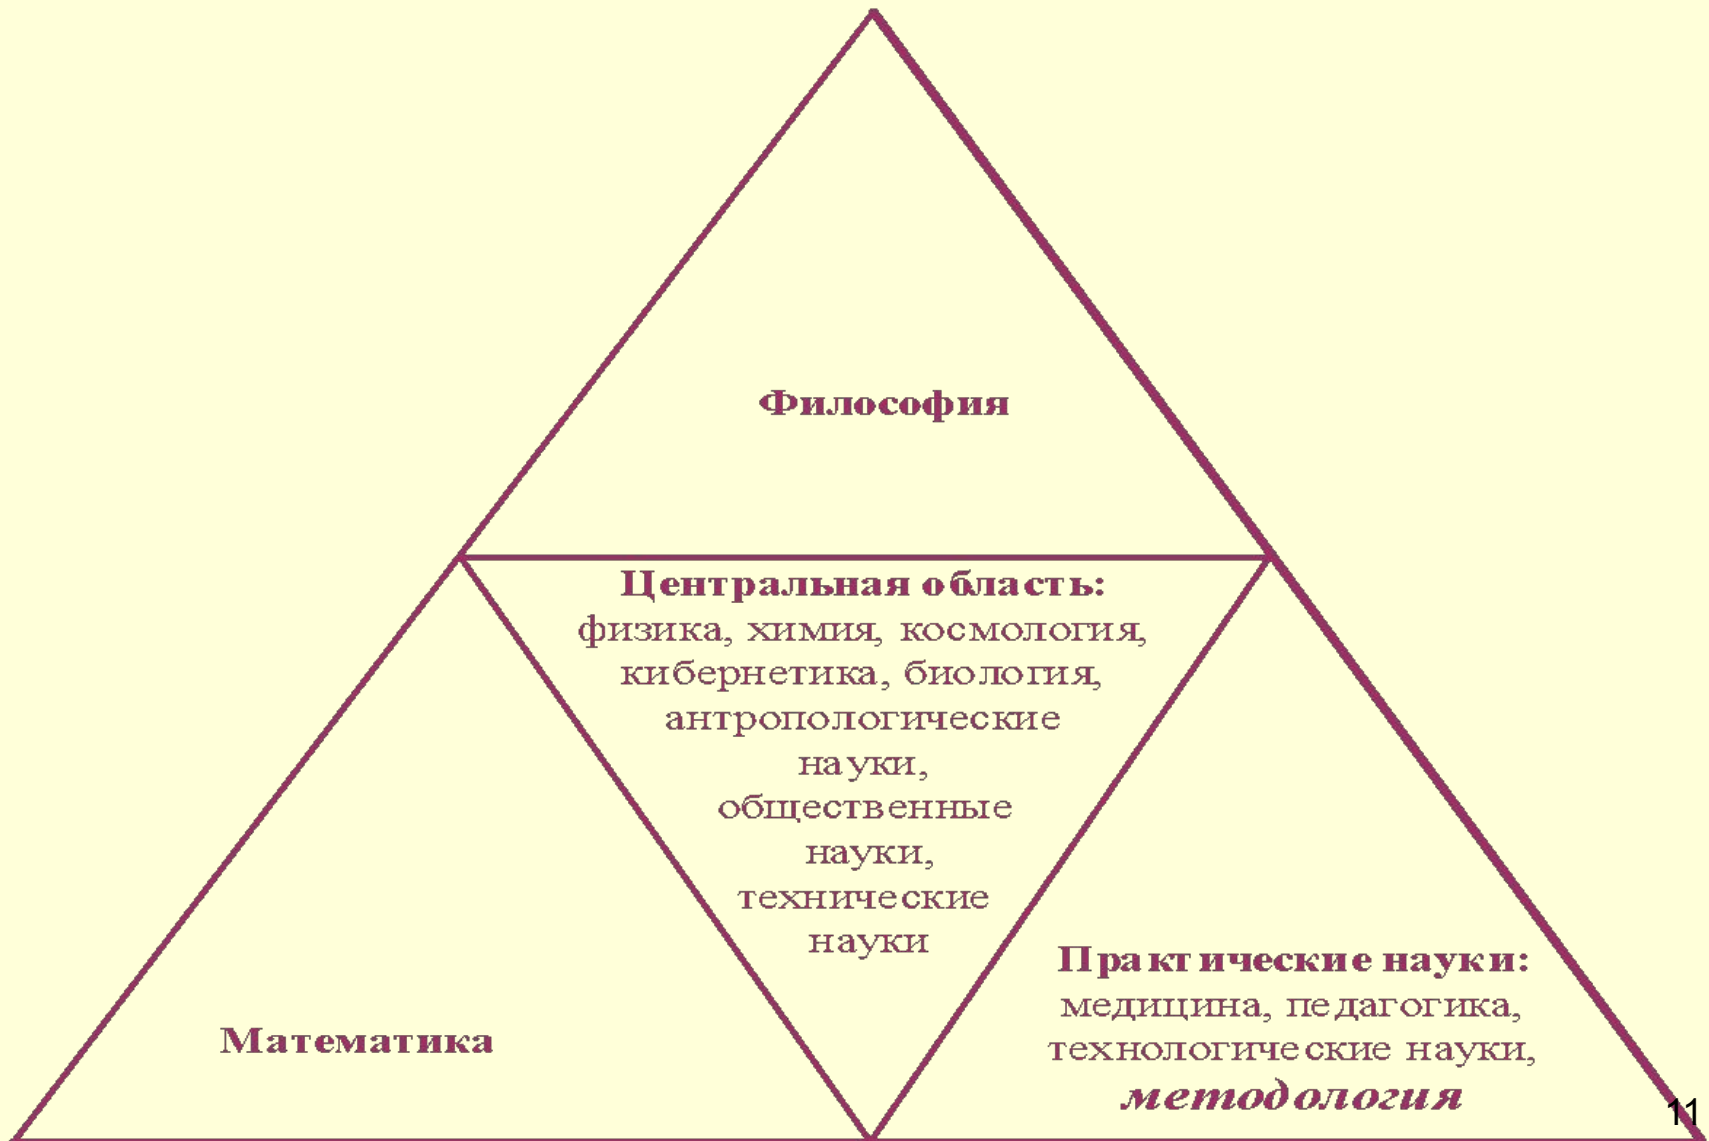 Философия
Центральная область:
физика, химия, космология,
кибернетика, биология,
антропологические
науки,
общественные
науки,
технические
науки
Математика
Практические науки:
медицина, педагогика,
технологические науки,
методология
11